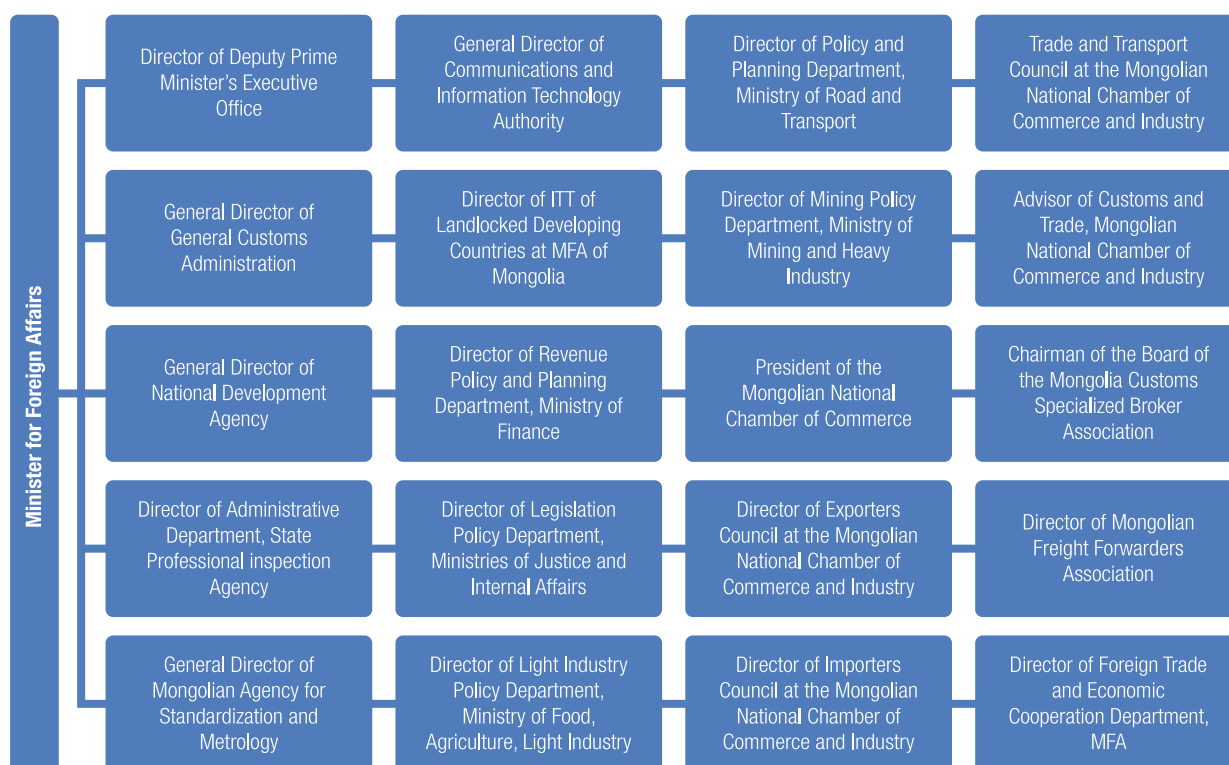 Minister for Foreign Affairs
Director of Deputy Prime
Minister’s Executive
Office
General Director of
Communications and
Information Technology
Authority
Director of Policy and
Planning Department,
Ministry of Road and
Transport
Trade and Transport
Council at the Mongolian
National Chamber of
Commerce and Industry
General Director of
General Customs
Administration
Director of ITT of
Landlocked Developing
Countries at MFA of
Mongolia
Director of Mining Policy
Department, Ministry of
Mining and Heavy
Industry
Advisor of Customs and
Trade, Mongolian
National Chamber of
Commerce and Industry
General Director of
National Development
Agency
Director of Revenue
Policy and Planning
Department, Ministry of
Finance
President of the
Mongolian National
Chamber of Commerce
Chairman of the Board of
the Mongolia Customs
Specialized Broker
Association
Director of Administrative
Department, State
Professional inspection
Agency
Director of Legislation
Policy Department,
Ministries of Justice and
Internal Affairs
Director of Exporters
Council at the Mongolian
National Chamber of
Commerce and Industry
Director of Mongolian
Freight Forwarders
Association
General Director of
Mongolian Agency for
Standardization and
Metrology
Director of Light Industry
Policy Department,
Ministry of Food,
Agriculture, Light Industry
Director of Importers
Council at the Mongolian
National Chamber of
Commerce and Industry
Director of Foreign Trade
and Economic
Cooperation Department,
MFA